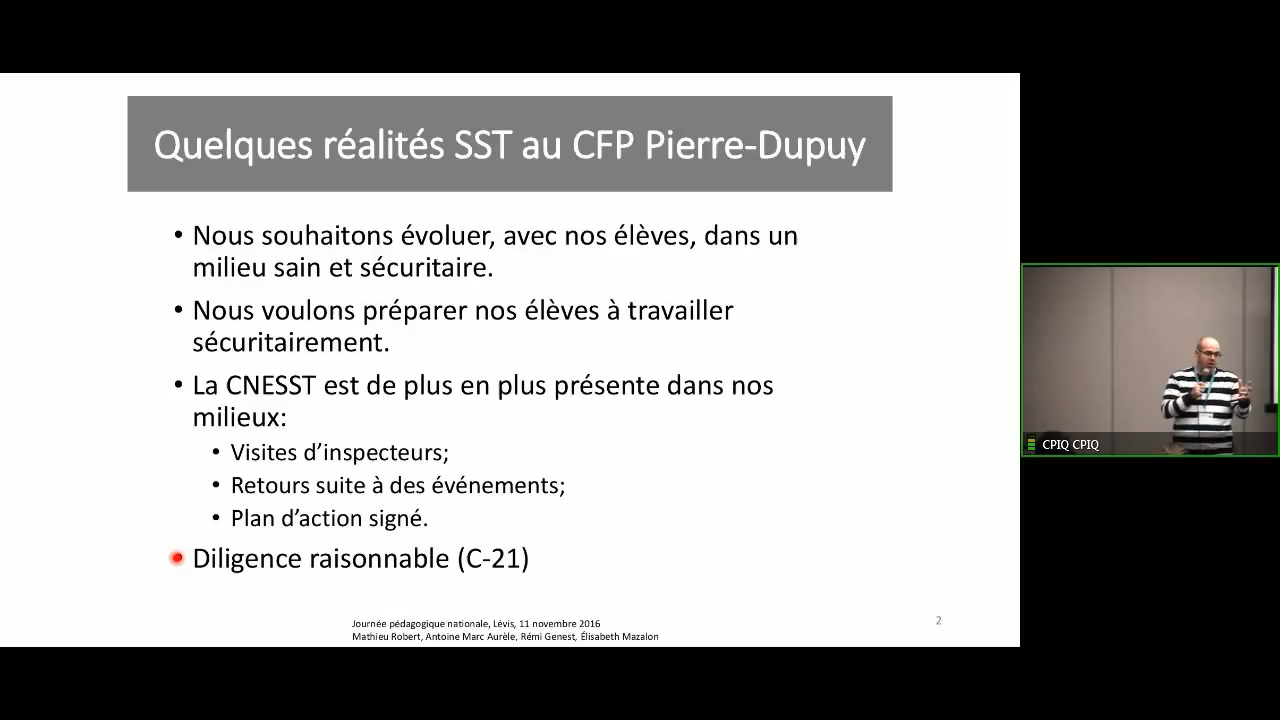 Quelques réalités SST au CFP Pierre-Dupuy
• Nous souhaitons évoluer, avec nos élèves, dans un
milieu sain et sécuritaire.
• Nous voulons préparer nos élèves à travailler
sécuritairement.
• La CNESST est de plus en plus présente dans nos
milieux:
• Visites d’inspecteurs;
• Retours suite à des événements;
• Plan d’action signé.
Diligence raisonnable (C-21)
Journée pédagogique nationale, Lévis, 11 novembre 2016
Mathieu Robert, Antoine Marc Aurèle, Rémi Genest, Élisabeth Mazalon
2
CPIQ CPIQ